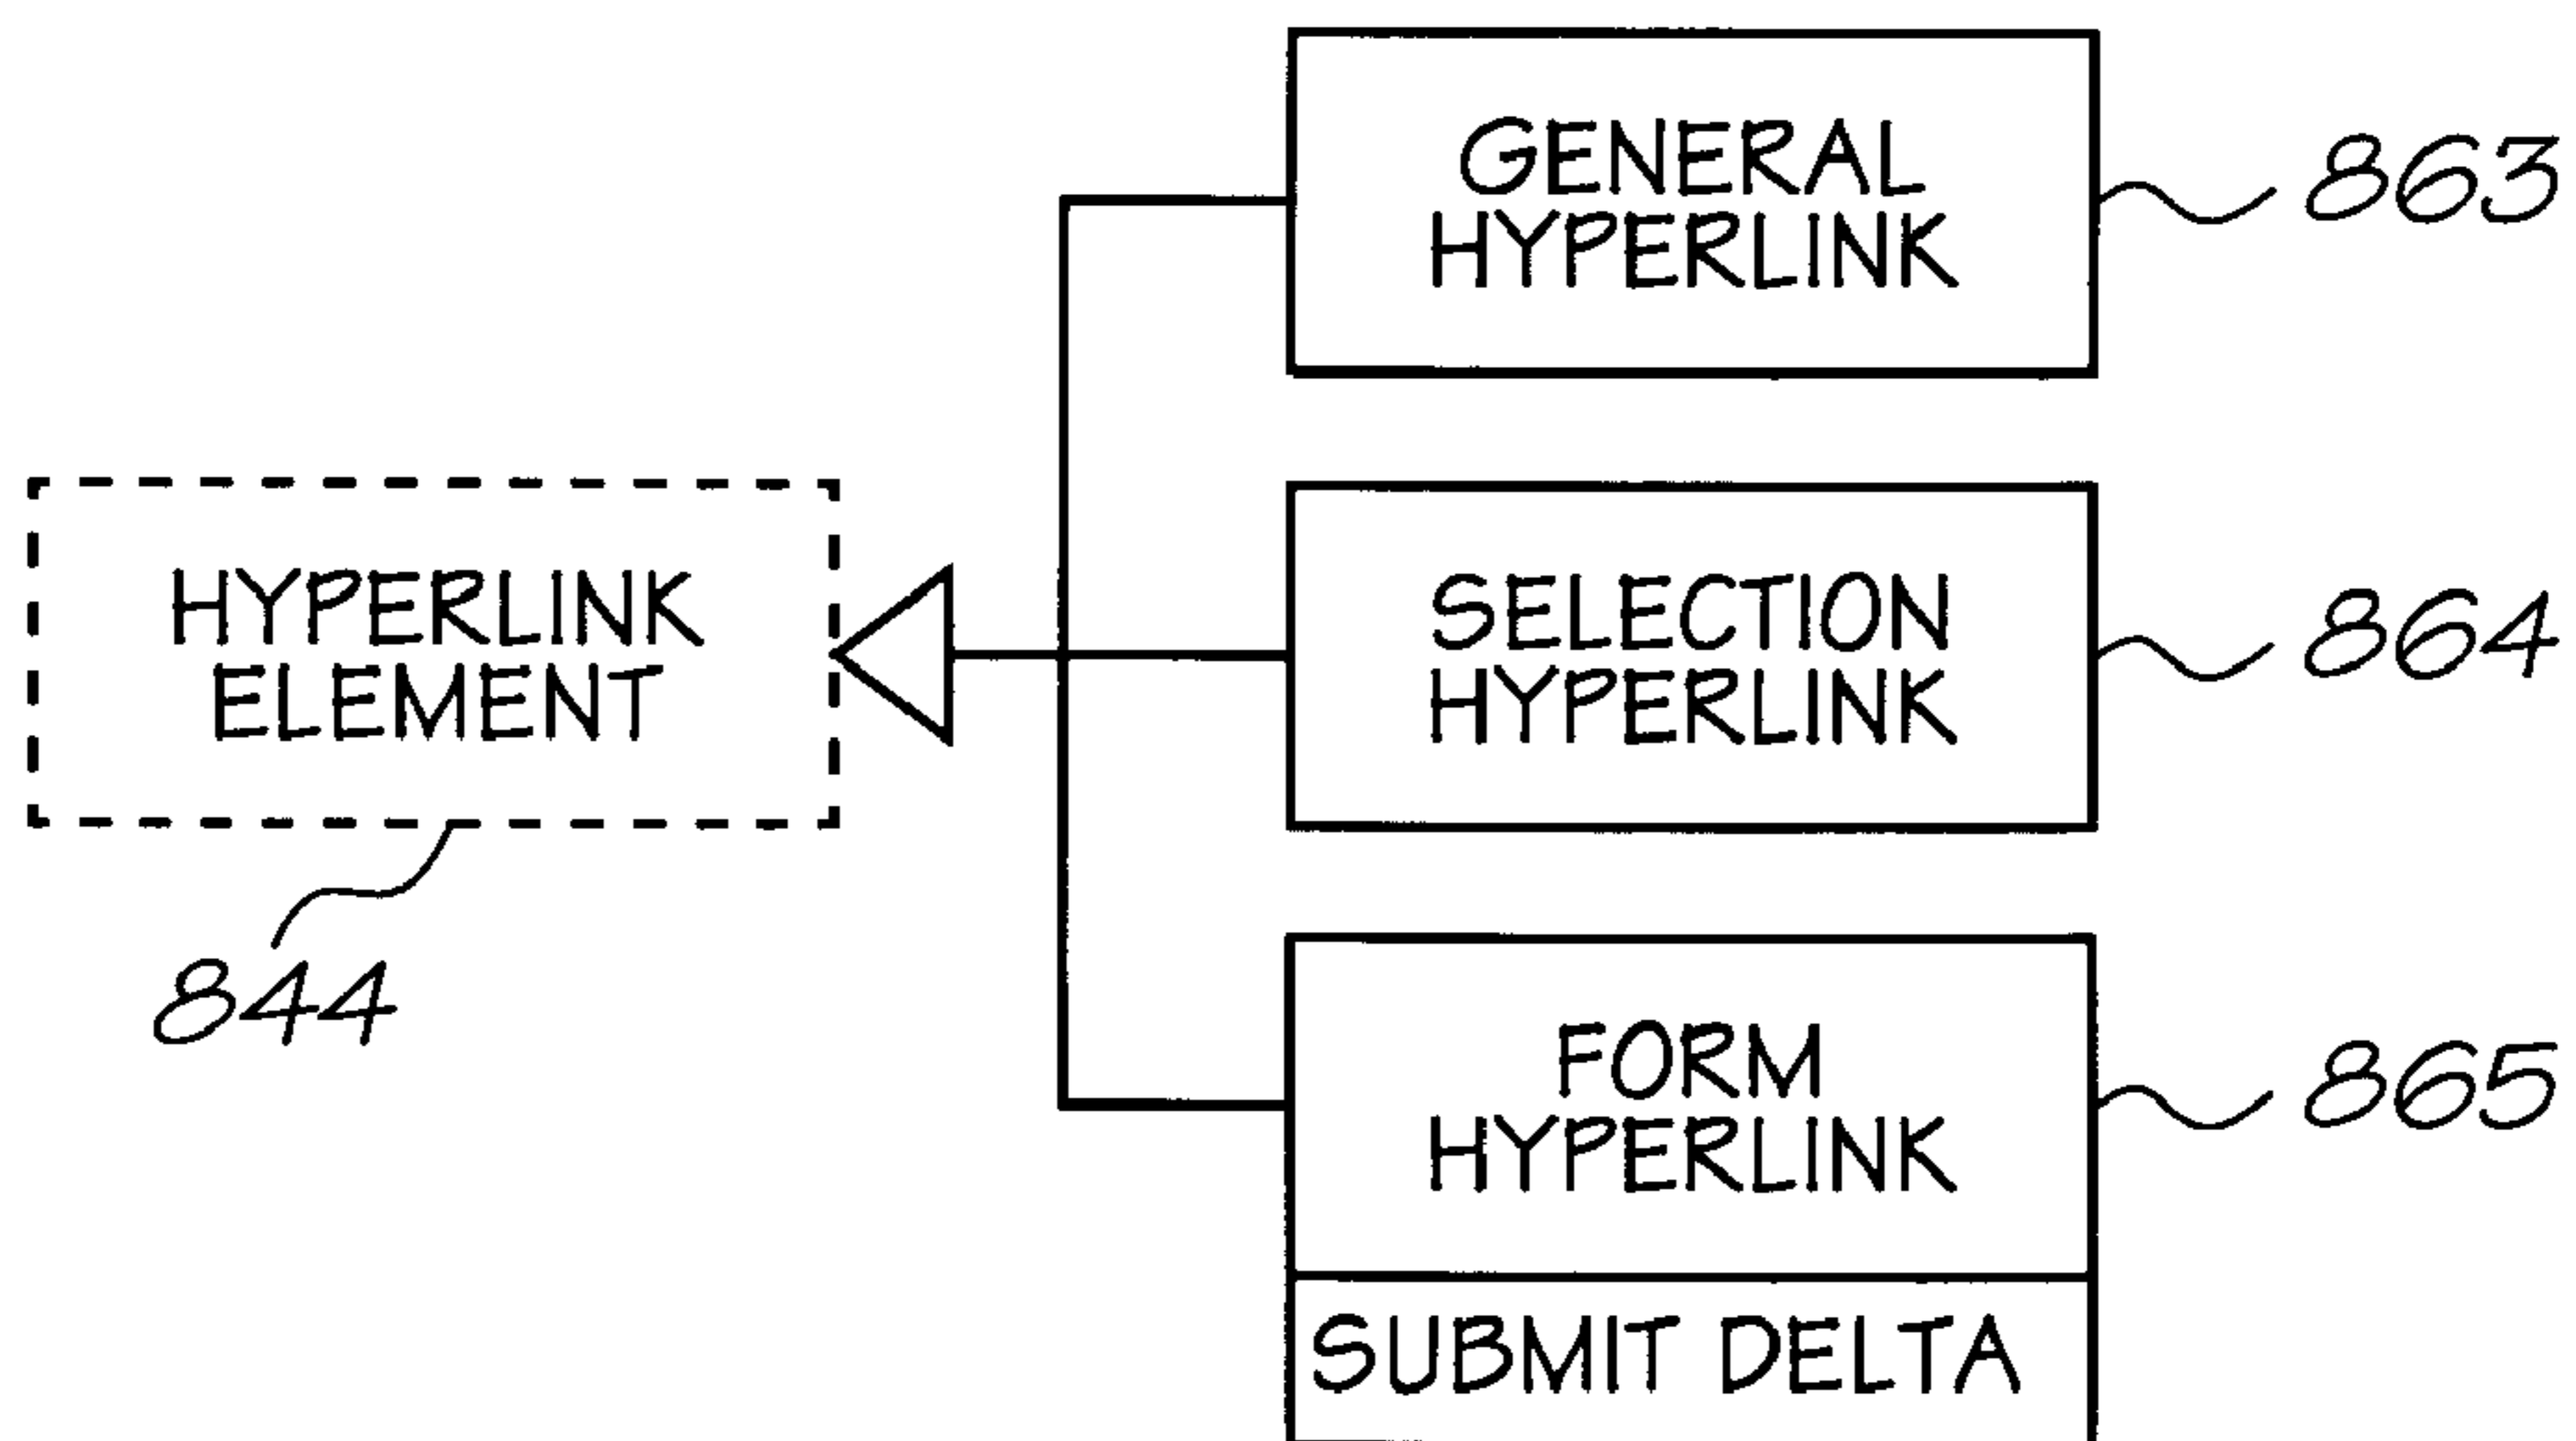 GENERAL
HYPERLINK
863
HYPERLINK
ELEMENT
844
SELECTION
HYPERLINK
864
FORM
HYPERLINK
865
SUBMIT DELTA